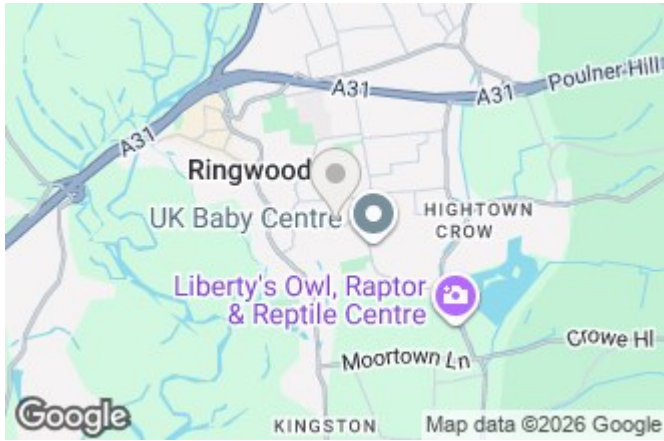 A31
Poulner Hills
A31
A31
Ringwood
UK Baby Centre
HIGHTOWN
CROW
Liberty's Owl, Raptor
& Reptile Centre
Crowe Hl
Moortown Ln
KINGSTON
Google
Map data ©2026 Google